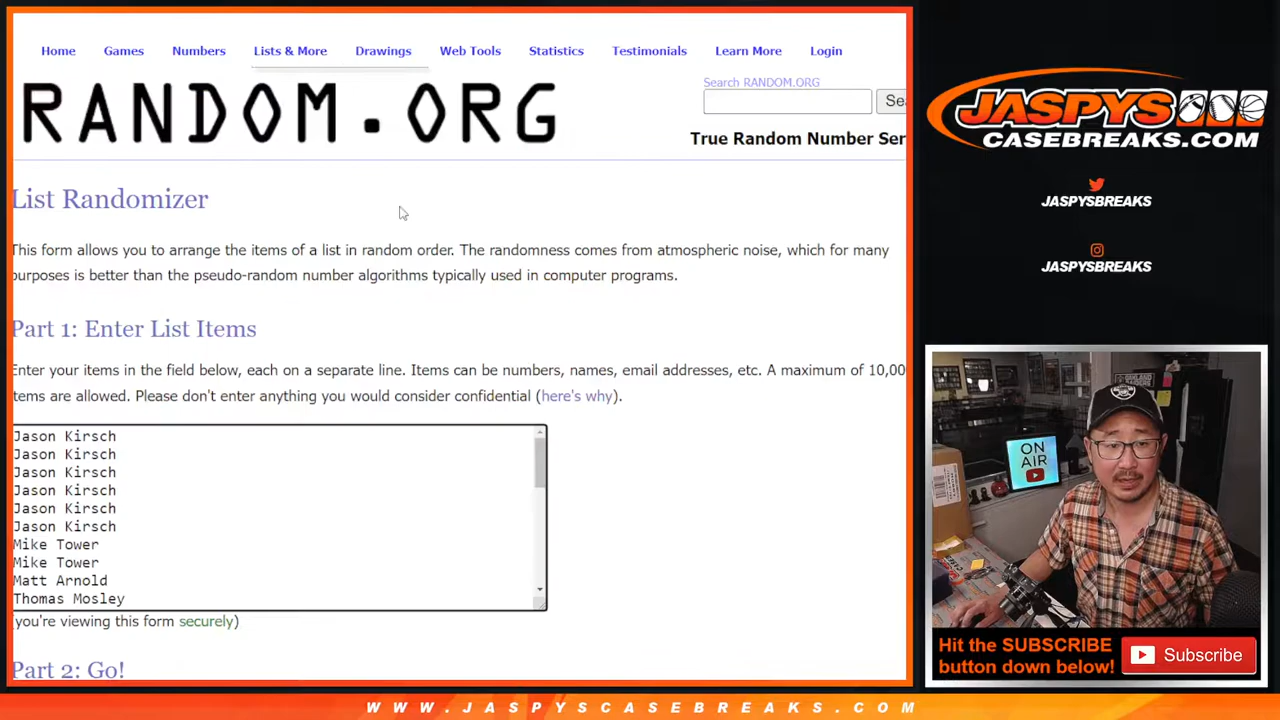 Home Games Numbers Lists & More Drawings Web Tools Statistics Testimonials Learn More Login
RANDOM.ORG
Search RANDOM.ORG
Sea
True Random Number Ser
List Randomizer
This form allows you to arrange the items of a list in random order. The randomness comes from atmospheric noise, which for many
purposes is better than the pseudo-random number algorithms typically used in computer programs.
Part 1: Enter List Items
Enter your items in the field below, each on a separate line. Items can be numbers, names, email addresses, etc. A maximum of 10,00
items are allowed. Please don't enter anything you would consider confidential (here's why).
Jason Kirsch
Jason Kirsch
Jason Kirsch
Jason Kirsch
Jason Kirsch
Jason Kirsch
Mike Tower
Mike Tower
Matt Arnold
Thomas Mosley
(you're viewing this form securely)
Part 2: Go!
JASPYS
CASEBREAKS.COM
JASPYSBREAKS
JASPYSBREAKS
ON
AIR
Hit the SUBSCRIBE
button down below!
Subscribe
WWW.JASPYSCASEBREAKS.COM